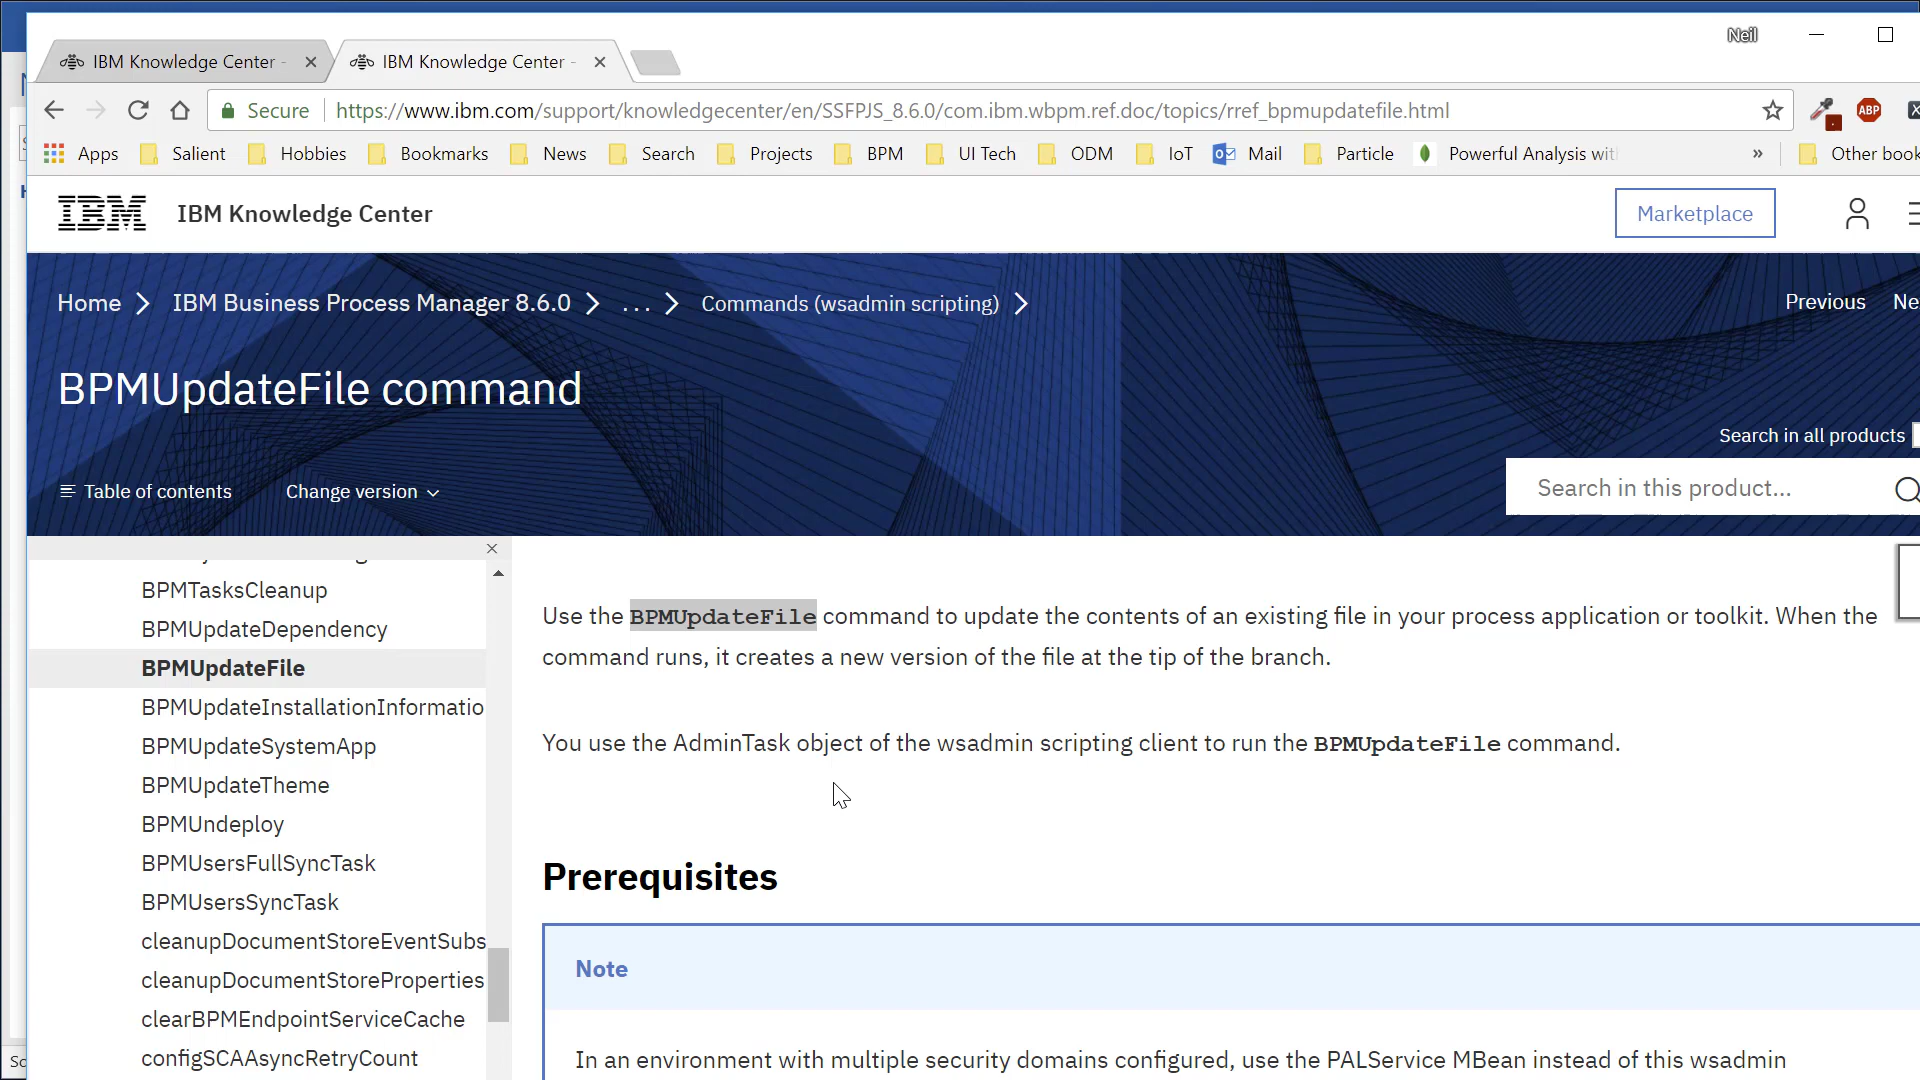 Neil
IBM Knowledge Center -
IBM Knowledge Center -
Secure https://www.ibm.com/support/knowledgecenter/en/SSFPJS_8.6.0/com.ibm.wbpm.ref.doc/topics/rref_bpmupdatefile.html
ABP
Apps Salient Hobbies Bookmarks News Search Projects BPM UI Tech ODM IoT Mail Particle Powerful Analysis wit » Other book
IBM IBM Knowledge Center Marketplace
Home IBM Business Process Manager 8.6.0 ... Commands (wsadmin scripting) Previous Ne
BPMUpdateFile command
Search in all products
Table of contents Change version
Search in this product...
BPMTasksCleanup
BPMUpdateDependency
BPMUpdateFile
BPMUpdateInstallationInformatio
BPMUpdateSystemApp
BPMUpdateTheme
BPMUndeploy
BPMUsersFullSyncTask
BPMUsersSyncTask
cleanupDocumentStoreEventSubs
cleanupDocumentStoreProperties
clearBPMEndpointServiceCache
configSCAAsyncRetryCount
Use the BPMUpdateFile command to update the contents of an existing file in your process application or toolkit. When the
command runs, it creates a new version of the file at the tip of the branch.
You use the AdminTask object of the wsadmin scripting client to run the BPMUpdateFile command.
Prerequisites
Note
In an environment with multiple security domains configured, use the PALService MBean instead of this wsadmin